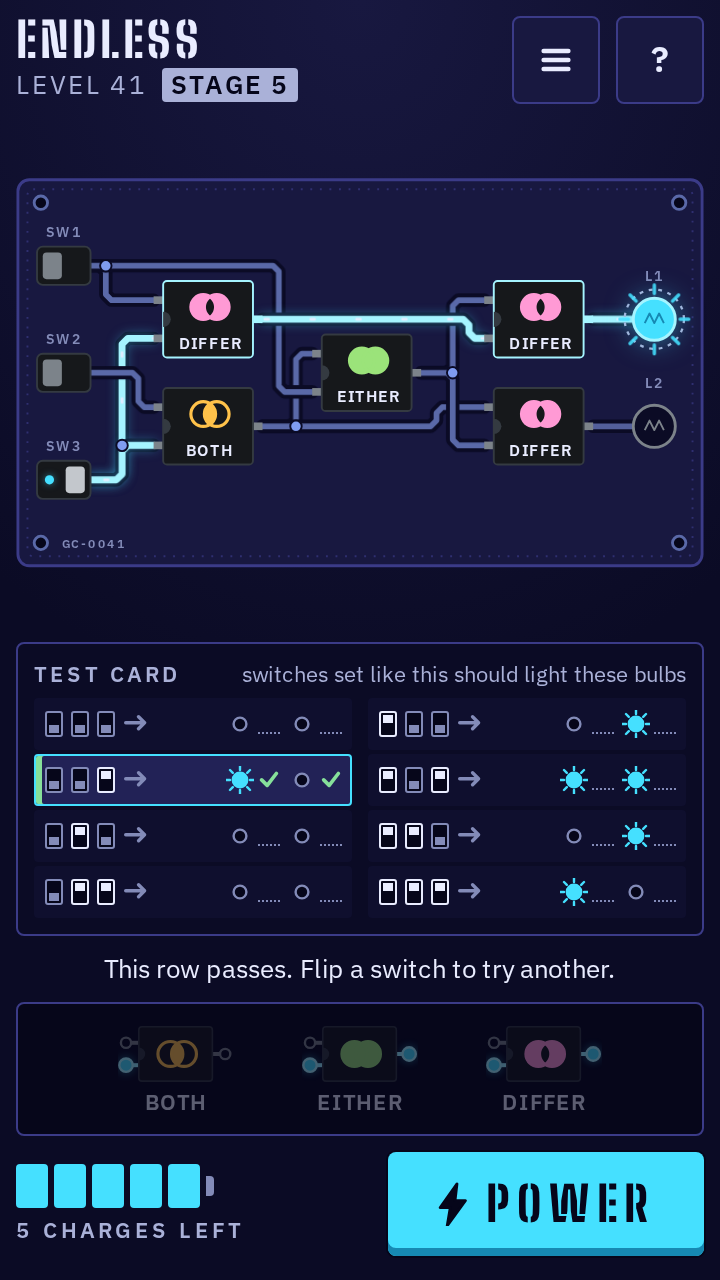 ENDLESS
LEVEL 41 STAGE 5
?
SW1
L1
DIFFER
DIFFER
SW2
EITHER
L2
BOTH
DIFFER
SW3
GC-0041
TEST CARD switches set like this should light these bulbs
This row passes. Flip a switch to try another.
BOTH EITHER DIFFER
POWER
5 CHARGES LEFT